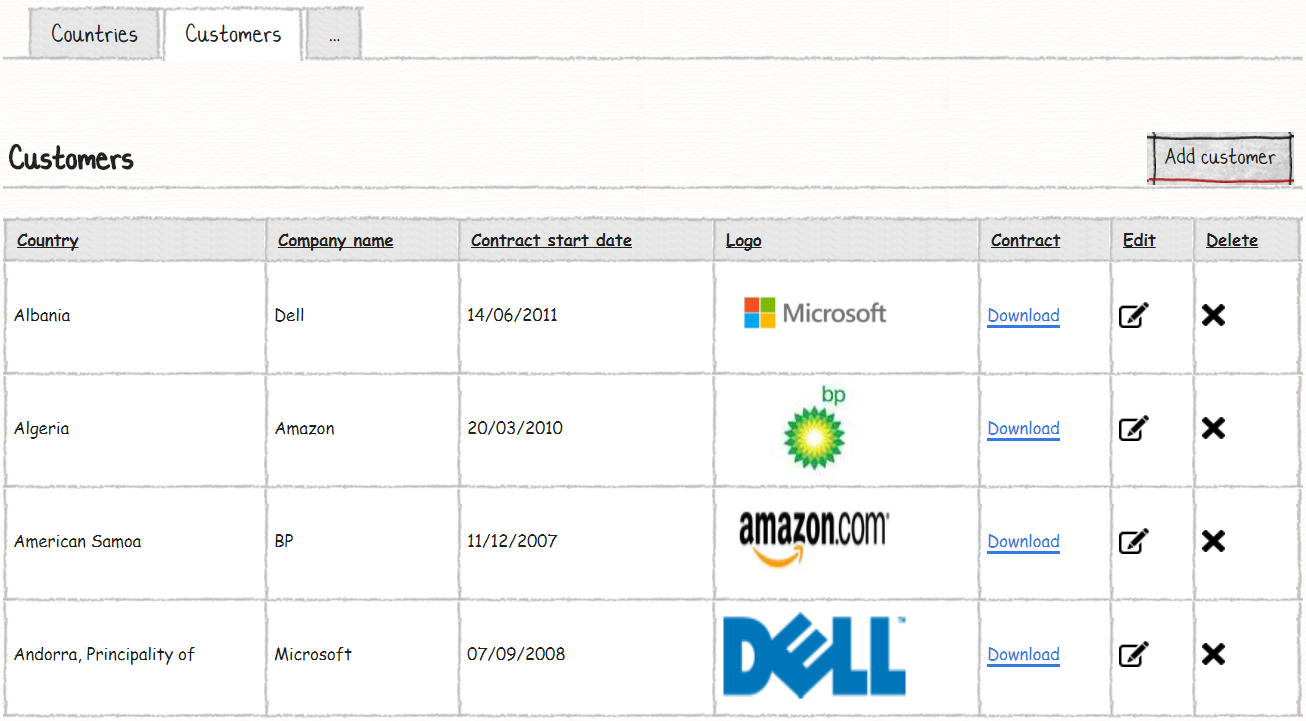 Countries Customers ...
Customers
Add customer
Country Company name Contract start date Logo Contract Edit Delete
Albania Dell 14/06/2011 Microsoft Download
bp
Algeria Amazon 20/03/2010 Download
American Samoa BP 11/12/2007 amazon.com Download
Andorra, Principality of Microsoft 07/09/2008 DELL™ Download